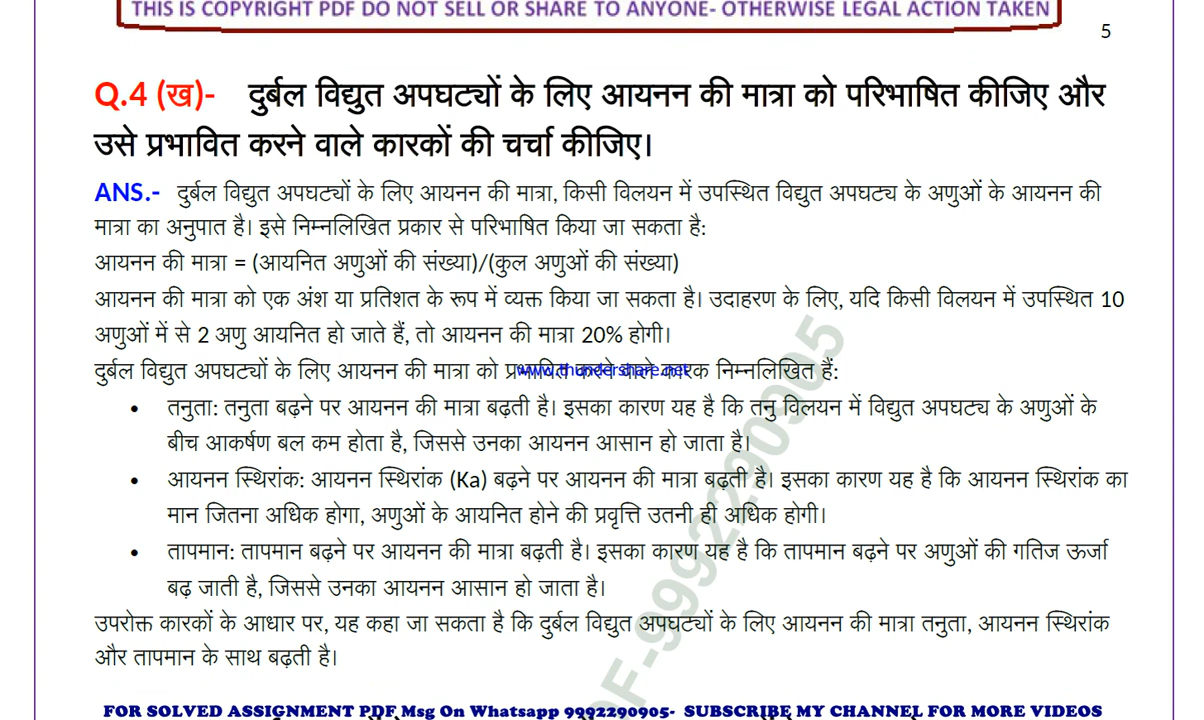 THIS IS COPYRIGHT PDF DO NOT SELL OR SHARE TO ANYONE- OTHERWISE LEGAL ACTION TAKEN
5
Q.4 (ख)- दुर्बल विद्युत अपघट्यों के लिए आयनन की मात्रा को परिभाषित कीजिए और
उसे प्रभावित करने वाले कारकों की चर्चा कीजिए।
ANS.- दुर्बल विद्युत अपघट्यों के लिए आयनन की मात्रा, किसी विलयन में उपस्थित विद्युत अपघट्य के अणुओं के आयनन की
मात्रा का अनुपात है। इसे निम्नलिखित प्रकार से परिभाषित किया जा सकता है:
आयनन की मात्रा = (आयनित अणुओं की संख्या)/(कुल अणुओं की संख्या)
आयनन की मात्रा को एक अंश या प्रतिशत के रूप में व्यक्त किया जा सकता है। उदाहरण के लिए, यदि किसी विलयन में उपस्थित 10
अणुओं में से 2 अणु आयनित हो जाते हैं, तो आयनन की मात्रा 20% होगी।
दुर्बल विद्युत अपघट्यों के लिए आयनन की मात्रा को प्रभावित करने वाले कारक निम्नलिखित हैं:
www.thundershare.net
• तनुता: तनुता बढ़ने पर आयनन की मात्रा बढ़ती है। इसका कारण यह है कि तनु विलयन में विद्युत अपघट्य के अणुओं के
बीच आकर्षण बल कम होता है, जिससे उनका आयनन आसान हो जाता है।
• आयनन स्थिरांक: आयनन स्थिरांक (Ka) बढ़ने पर आयनन की मात्रा बढ़ती है। इसका कारण यह है कि आयनन स्थिरांक का
मान जितना अधिक होगा, अणुओं के आयनित होने की प्रवृत्ति उतनी ही अधिक होगी।
• तापमान: तापमान बढ़ने पर आयनन की मात्रा बढ़ती है। इसका कारण यह है कि तापमान बढ़ने पर अणुओं की गतिज ऊर्जा
बढ़ जाती है, जिससे उनका आयनन आसान हो जाता है।
उपरोक्त कारकों के आधार पर, यह कहा जा सकता है कि दुर्बल विद्युत अपघट्यों के लिए आयनन की मात्रा तनुता, आयनन स्थिरांक
और तापमान के साथ बढ़ती है।
DF-9992290905
FOR SOLVED ASSIGNMENT PDF Msg On Whatsapp 9992290905- SUBSCRIBE MY CHANNEL FOR MORE VIDEOS